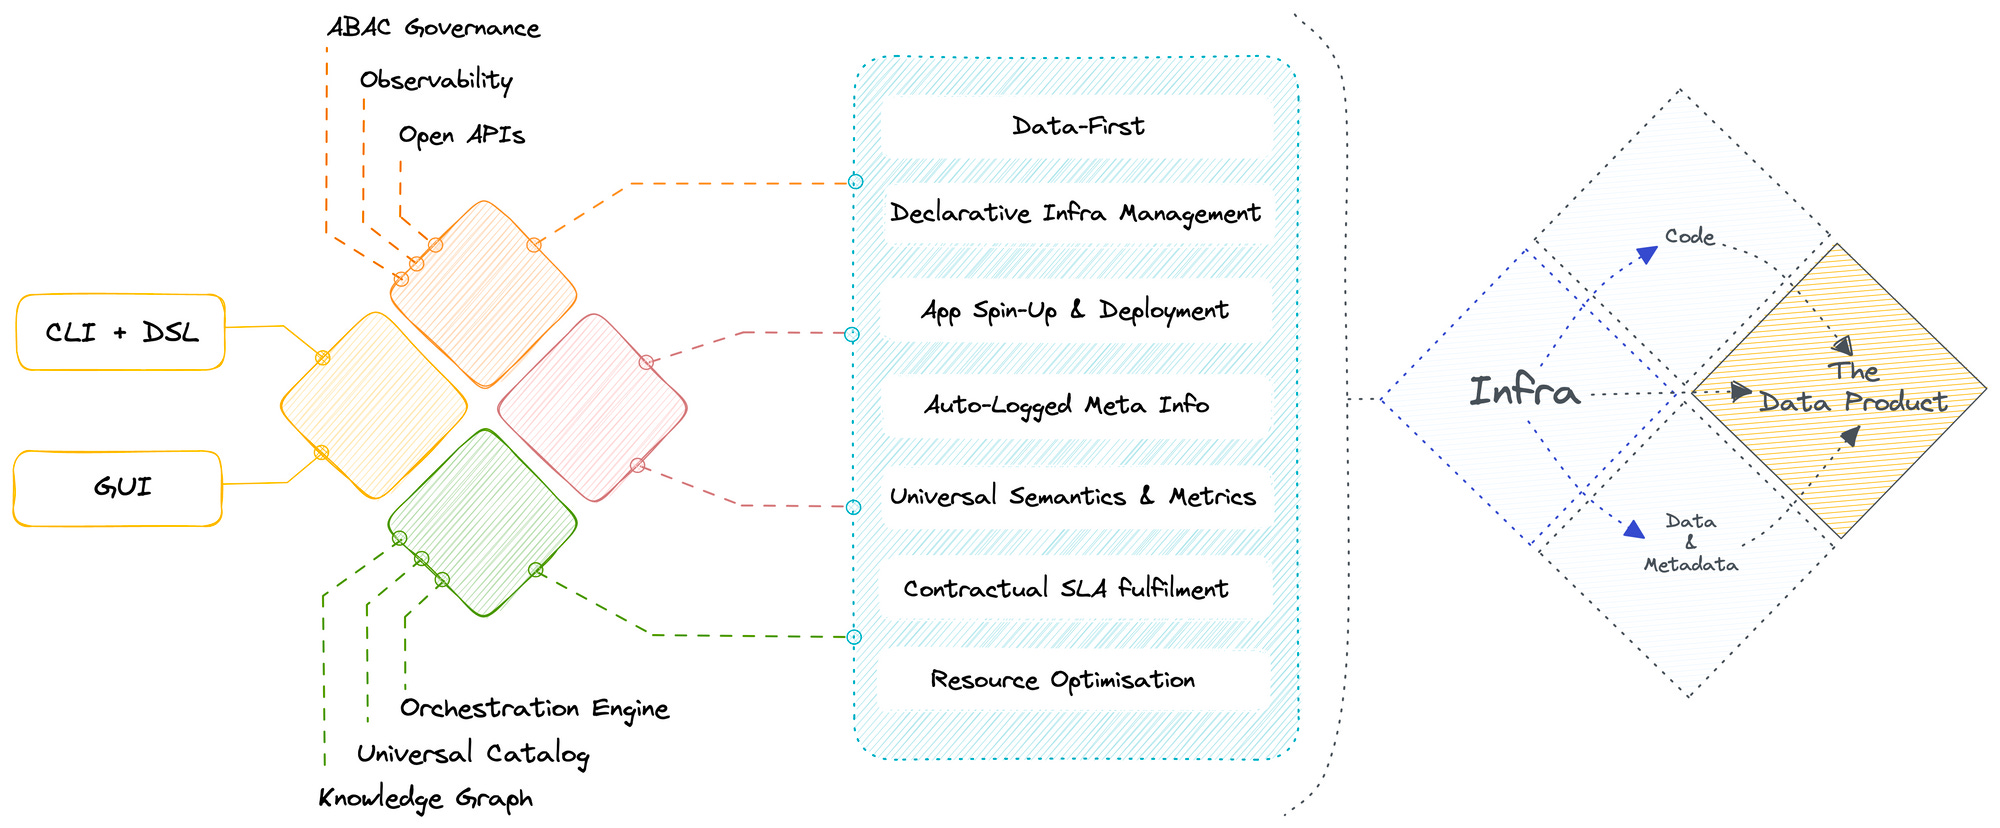 ABAC Governance
Observability
Open APIs
CLI + DSL
GUI
Orchestration Engine
Universal Catalog
Knowledge Graph
Data-First
Declarative Infra Management
App Spin-Up & Deployment
Auto-Logged Meta Info
Universal Semantics & Metrics
Contractual SLA fulfilment
Resource Optimisation
Infra
Code
Data
&
Metadata
The
Data Product